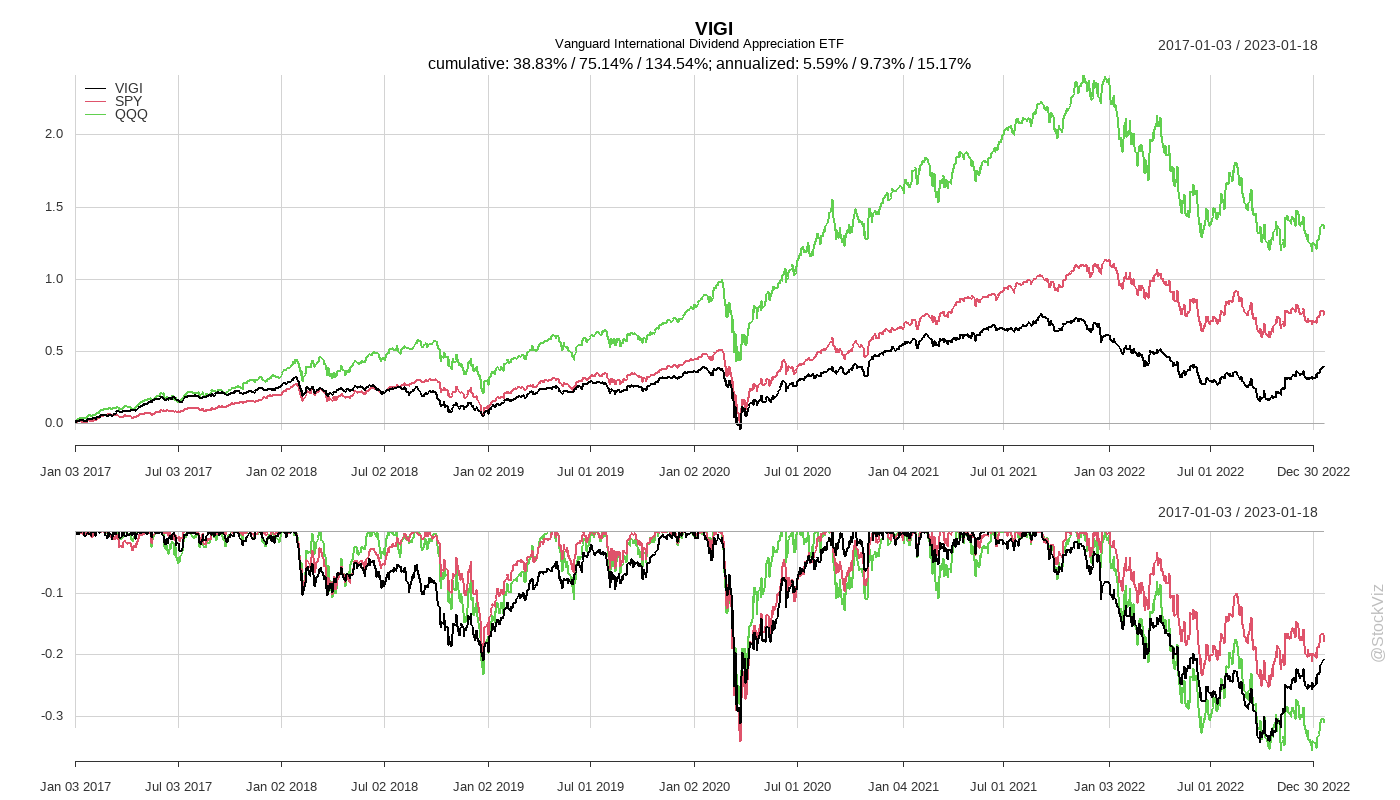 VIGI
Vanguard International Dividend Appreciation ETF
2017-01-03 / 2023-01-18
cumulative: 38.83% / 75.14% / 134.54%; annualized: 5.59% / 9.73% / 15.17%
VIGI
SPY
QQQ
2.0
1.5
1.0
0.5
0.0
Jan 03 2017 Jul 03 2017 Jan 02 2018 Jul 02 2018 Jan 02 2019 Jul 01 2019 Jan 02 2020 Jul 01 2020 Jan 04 2021 Jul 01 2021 Jan 03 2022 Jul 01 2022 Dec 30 2022
2017-01-03 / 2023-01-18
-0.1
-0.2
-0.3
Jan 03 2017 Jul 03 2017 Jan 02 2018 Jul 02 2018 Jan 02 2019 Jul 01 2019 Jan 02 2020 Jul 01 2020 Jan 04 2021 Jul 01 2021 Jan 03 2022 Jul 01 2022 Dec 30 2022
@StockViz